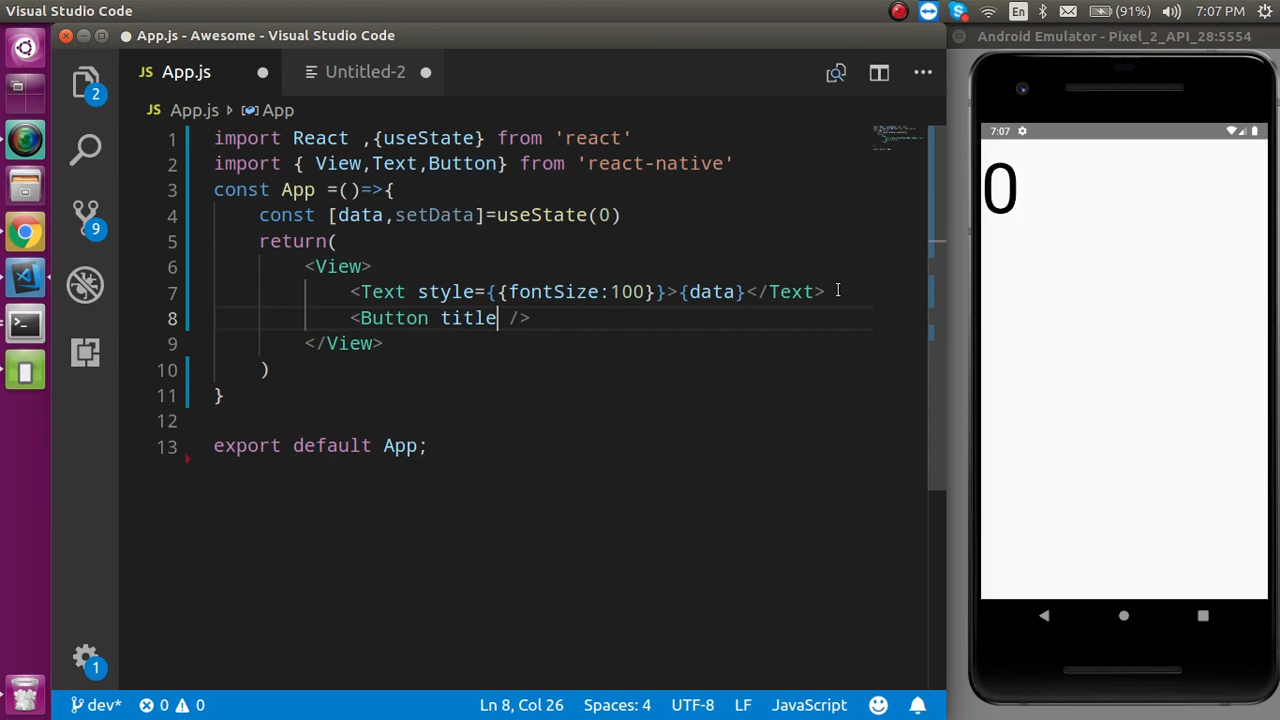 Visual Studio Code
En
(91%)
7:07 PM
App.js - Awesome - Visual Studio Code
Android Emulator - Pixel_2_API_28:5554
JS App.js
Untitled-2
2
JS App.js App
7:07
1 import React ,{useState} from 'react'
2 import { View,Text,Button} from 'react-native'
3 const App =()=>{
4 const [data,setData]=useState(0)
5 return(
6 <View>
7 <Text style={{fontSize:100}}>{data}</Text>
8 <Button title />
9 </View>
10 )
11 }
12
13 export default App;
0
9
1
dev* 0 0
Ln 8, Col 26 Spaces: 4 UTF-8 LF JavaScript